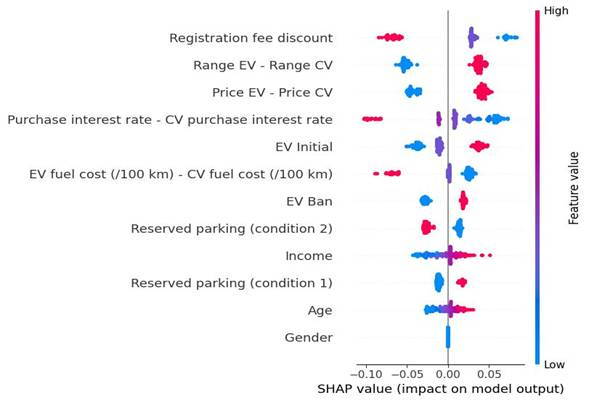 High
Registration fee discount
Range EV - Range CV
Price EV - Price CV
Purchase interest rate - CV purchase interest rate
EV Initial
EV fuel cost (/100 km) - CV fuel cost (/100 km)
EV Ban
Reserved parking (condition 2)
Income
Reserved parking (condition 1)
Age
Gender
Feature value
Low
−0.10 −0.05 0.00 0.05
SHAP value (impact on model output)